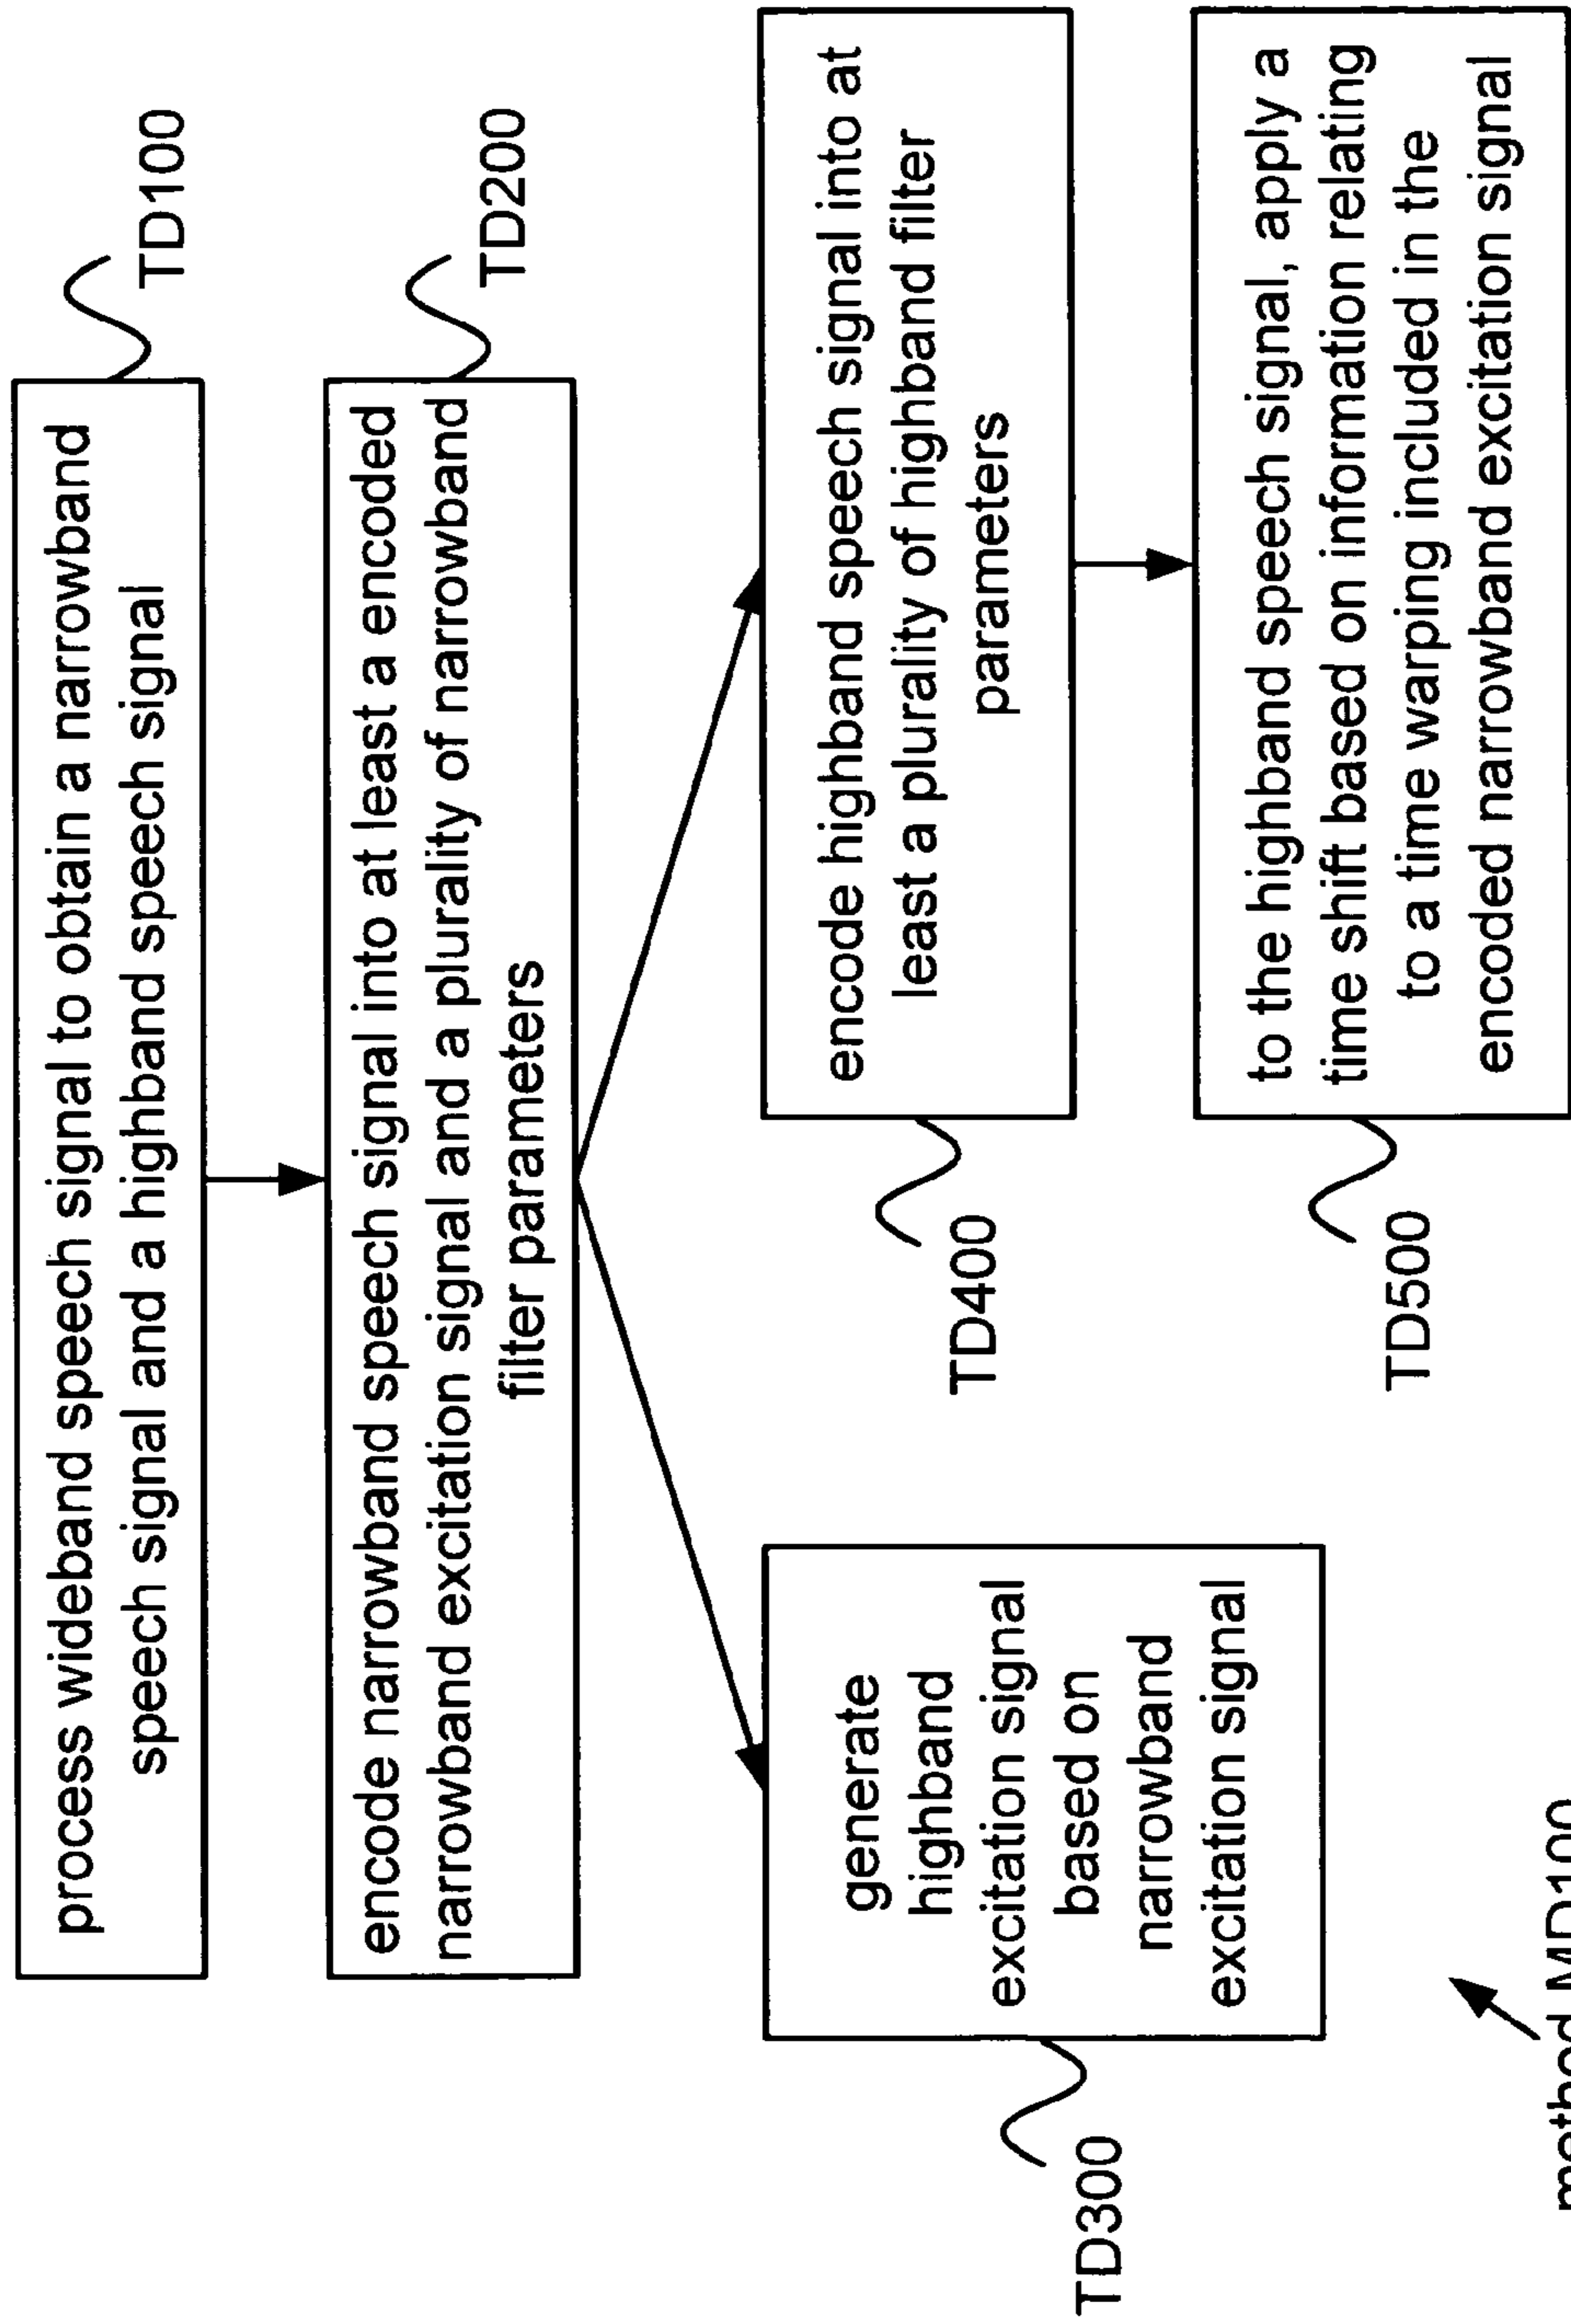 process wideband speech signal to obtain a narrowband
speech signal and a highband speech signal
TD100
encode narrowband speech signal into at least a encoded
narrowband excitation signal and a plurality of narrowband
filter parameters
TD200
generate
highband
excitation signal
based on
narrowband
excitation signal
TD300
encode highband speech signal into at
least a plurality of highband filter
parameters
TD400
to the highband speech signal, apply a
time shift based on information relating
to a time warping included in the
encoded narrowband excitation signal
TD500
method MD100